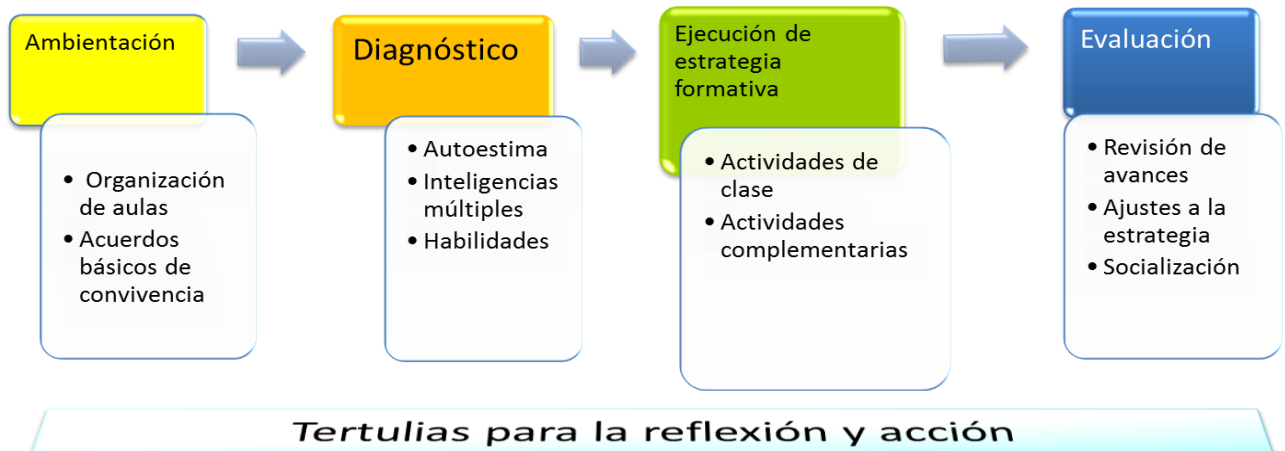 Ambientación
• Organización
de aulas
• Acuerdos
básicos de
convivencia
Diagnóstico
• Autoestima
• Inteligencias
múltiples
• Habilidades
Ejecución de
estrategia
formativa
• Actividades de
clase
• Actividades
complementarias
Evaluación
• Revisión de
avances
• Ajustes a la
estrategia
• Socialización
Tertulias para la reflexión y acción